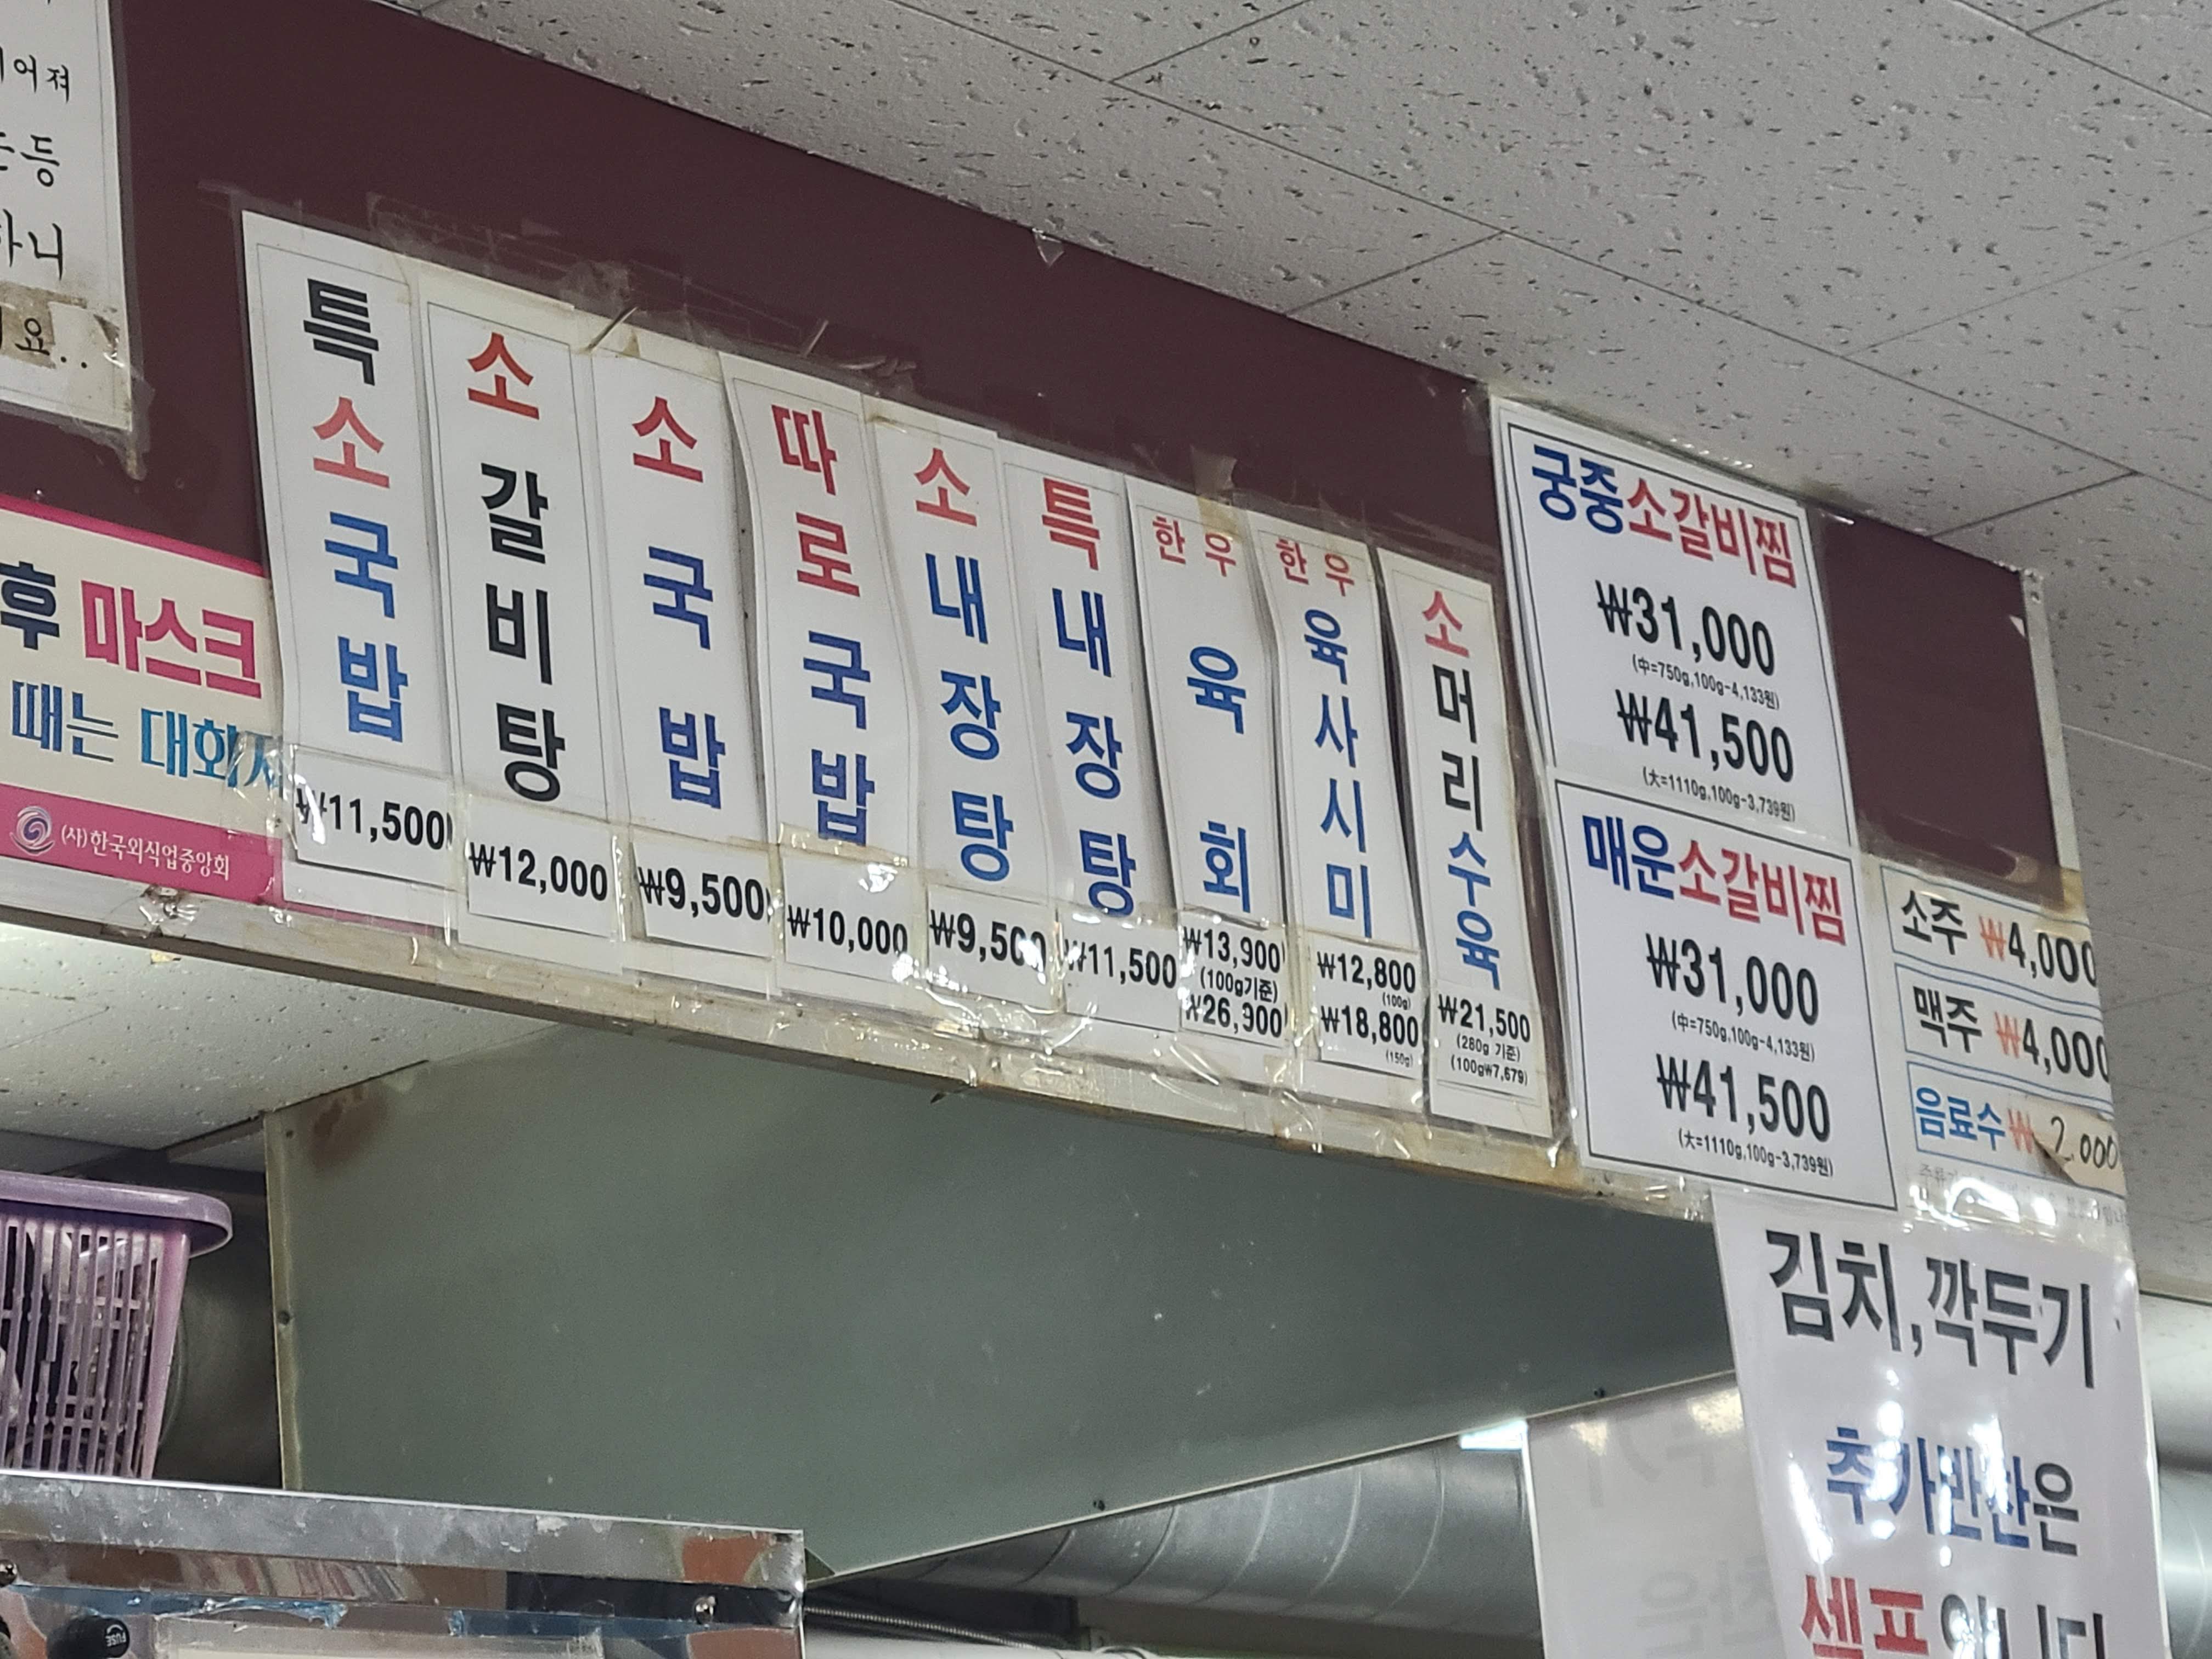 어져
등
하니
요..
후 마스크
때는 대화시
(사)한국외식업중앙회
특소국밥
₩11,500
소갈비탕
₩12,000
소국밥
₩9,500
따로국밥
₩10,000
소내장탕
₩9,500
특내장탕
₩11,500
한우
육회
₩13,900
(100g기준)
₩26,900
한우
육사시미
₩12,800
(100g)
₩18,800
(150g)
소머리수육
₩21,500
(280g 기준)
(100g₩7,679)
궁중소갈비찜
₩31,000
(中=750g,100g-4,133원)
₩41,500
(大=1110g,100g-3,739원)
매운소갈비찜
₩31,000
(中=750g,100g-4,133원)
₩41,500
(大=1110g,100g-3,739원)
소주 ₩4,000
맥주 ₩4,000
음료수 ₩2,000
김치,깍두기
추가반찬은
셀프입니다
FUSE